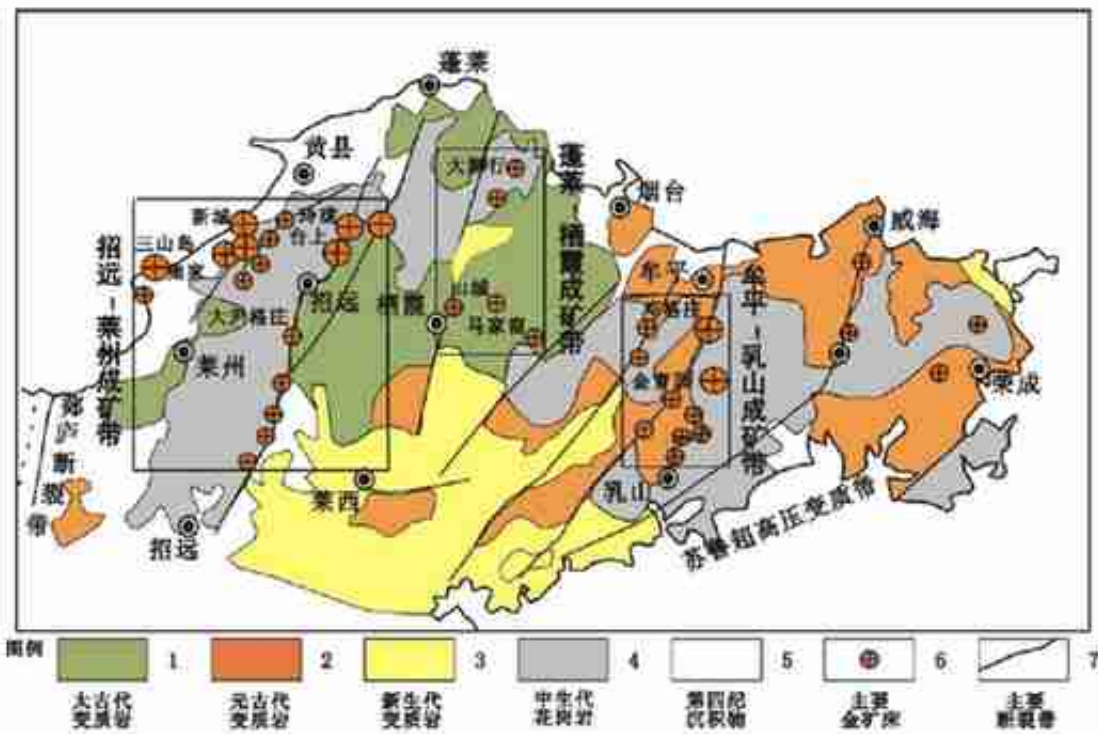 蓬莱
黄县
大柳行
蓬莱-栖霞成矿带
烟台
威海
新城
玲珑
台上
三山岛
招远-莱州成矿带
招远
栖霞
山城
马家窑
牟平
牟平-乳山成矿带
大尹格庄
莱州
金青顶
荣成
郯庐断裂带
莱西
乳山
招远
苏鲁超高压变质带
图例
1
2
3
4
5
6
7
太古代
变质岩
元古代
变质岩
新生代
变质岩
中生代
花岗岩
第四纪
沉积物
主要
金矿床
主要
断裂带